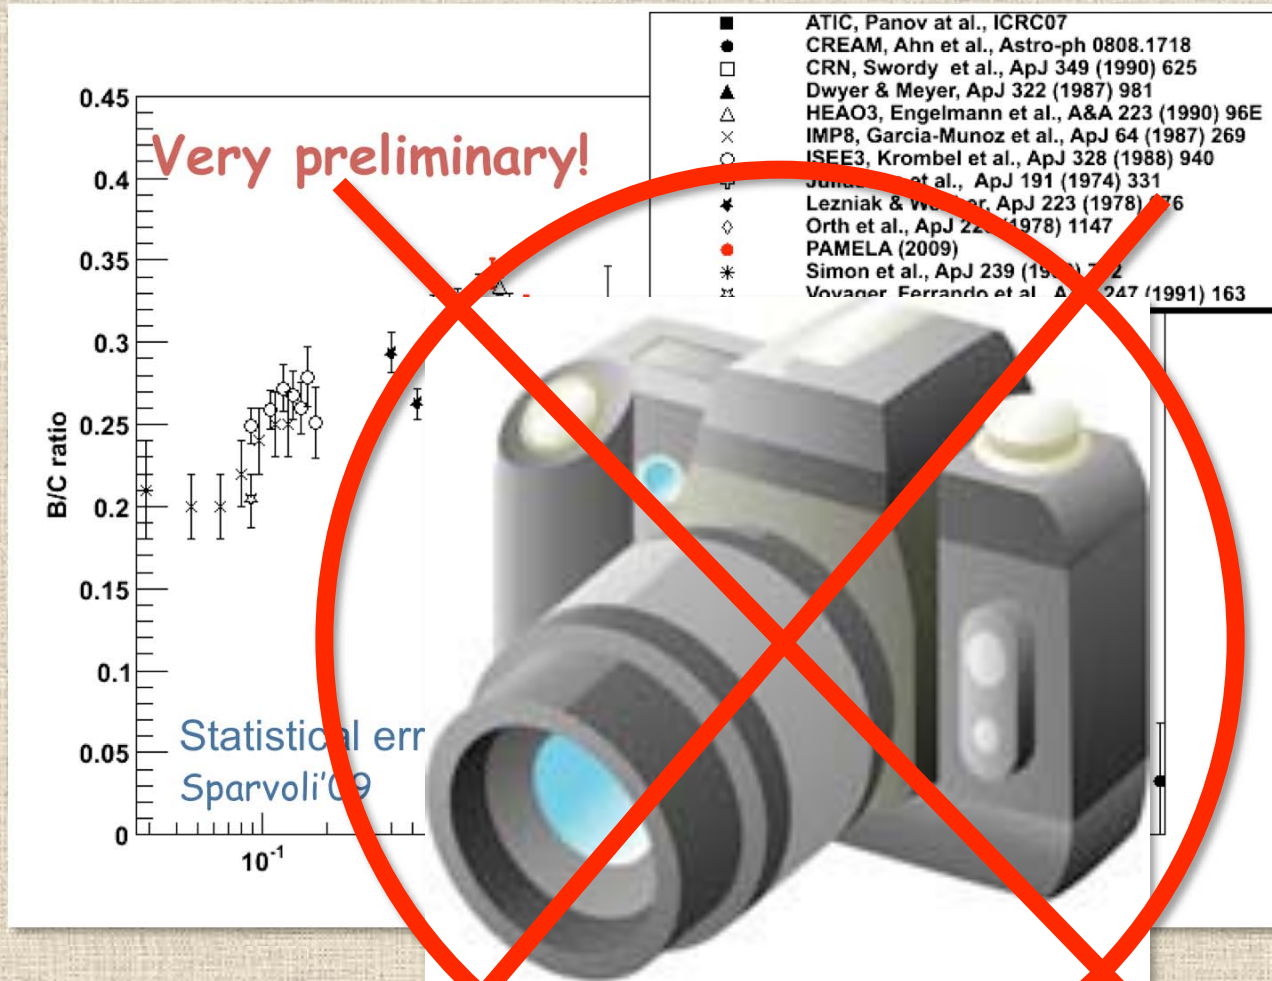 ATIC, Panov at al., ICRC07
CREAM, Ahn et al., Astro-ph 0808.1718
CRN, Swordy et al., ApJ 349 (1990) 625
Dwyer & Meyer, ApJ 322 (1987) 981
HEAO3, Engelmann et al., A&A 223 (1990) 96E
IMP8, Garcia-Munoz et al., ApJ 64 (1987) 269
ISEE3, Krombel et al., ApJ 328 (1988) 940
et al., ApJ 191 (1974) 331
Lezniak & ApJ 223 (1978)
Orth et al., ApJ (1978) 1147
PAMELA (2009)
Simon et al., ApJ 239
Voyager, Ferrando et al., 247 (1991) 163
Very preliminary!
0.45
0.4
0.35
0.3
0.25
0.2
0.15
0.1
0.05
0
B/C ratio
Statistical
Sparvoli'09
10-1